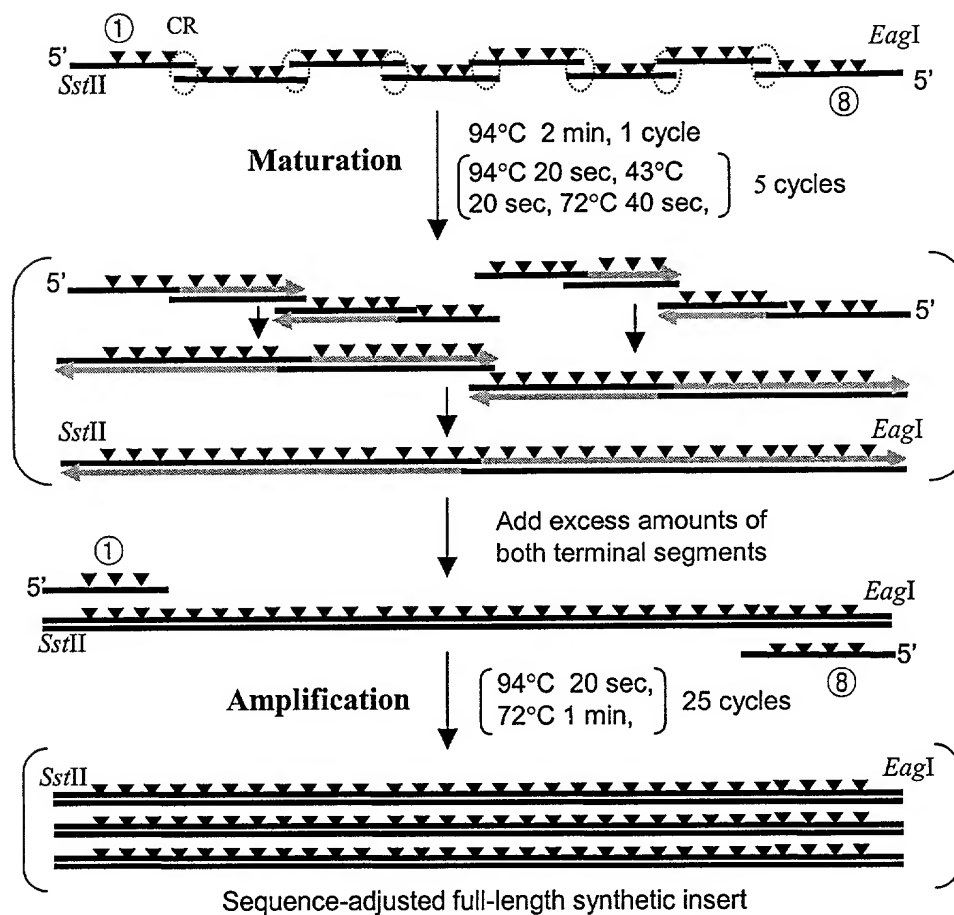 ① CR
5' EagI
SstII 5'
⑧
94°C 2 min, 1 cycle
Maturation
94°C 20 sec, 43°C
20 sec, 72°C 40 sec,
5 cycles
5'
5'
SstII EagI
Add excess amounts of
both terminal segments
①
5' EagI
SstII
5'
⑧
Amplification
94°C 20 sec,
72°C 1 min,
25 cycles
SstII EagI
Sequence-adjusted full-length synthetic insert